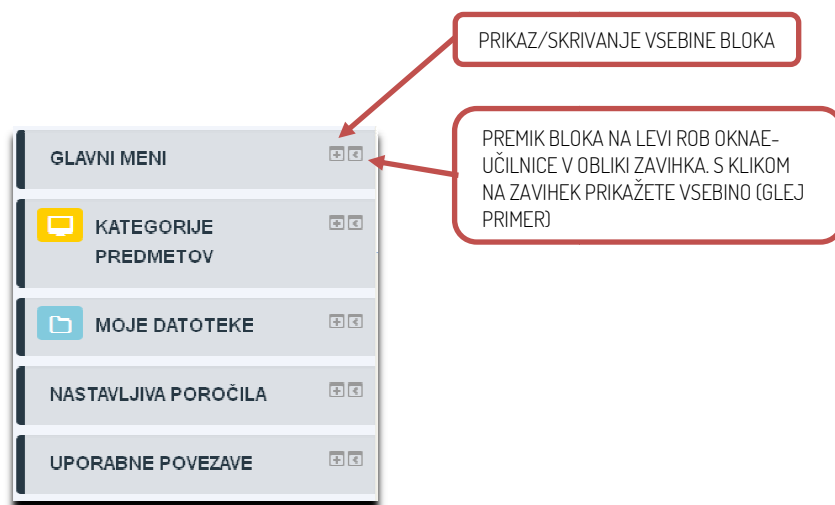 PRIKAZ/SKRIVANJE VSEBINE BLOKA
PREMIK BLOKA NA LEVI ROB OKNAE-
UČILNICE V OBLIKI ZAVIHKA. S KLIKOM
NA ZAVIHEK PRIKAŽETE VSEBINO (GLEJ
PRIMER)
GLAVNI MENI
KATEGORIJE
PREDMETOV
MOJE DATOTEKE
NASTAVLJIVA POROČILA
UPORABNE POVEZAVE